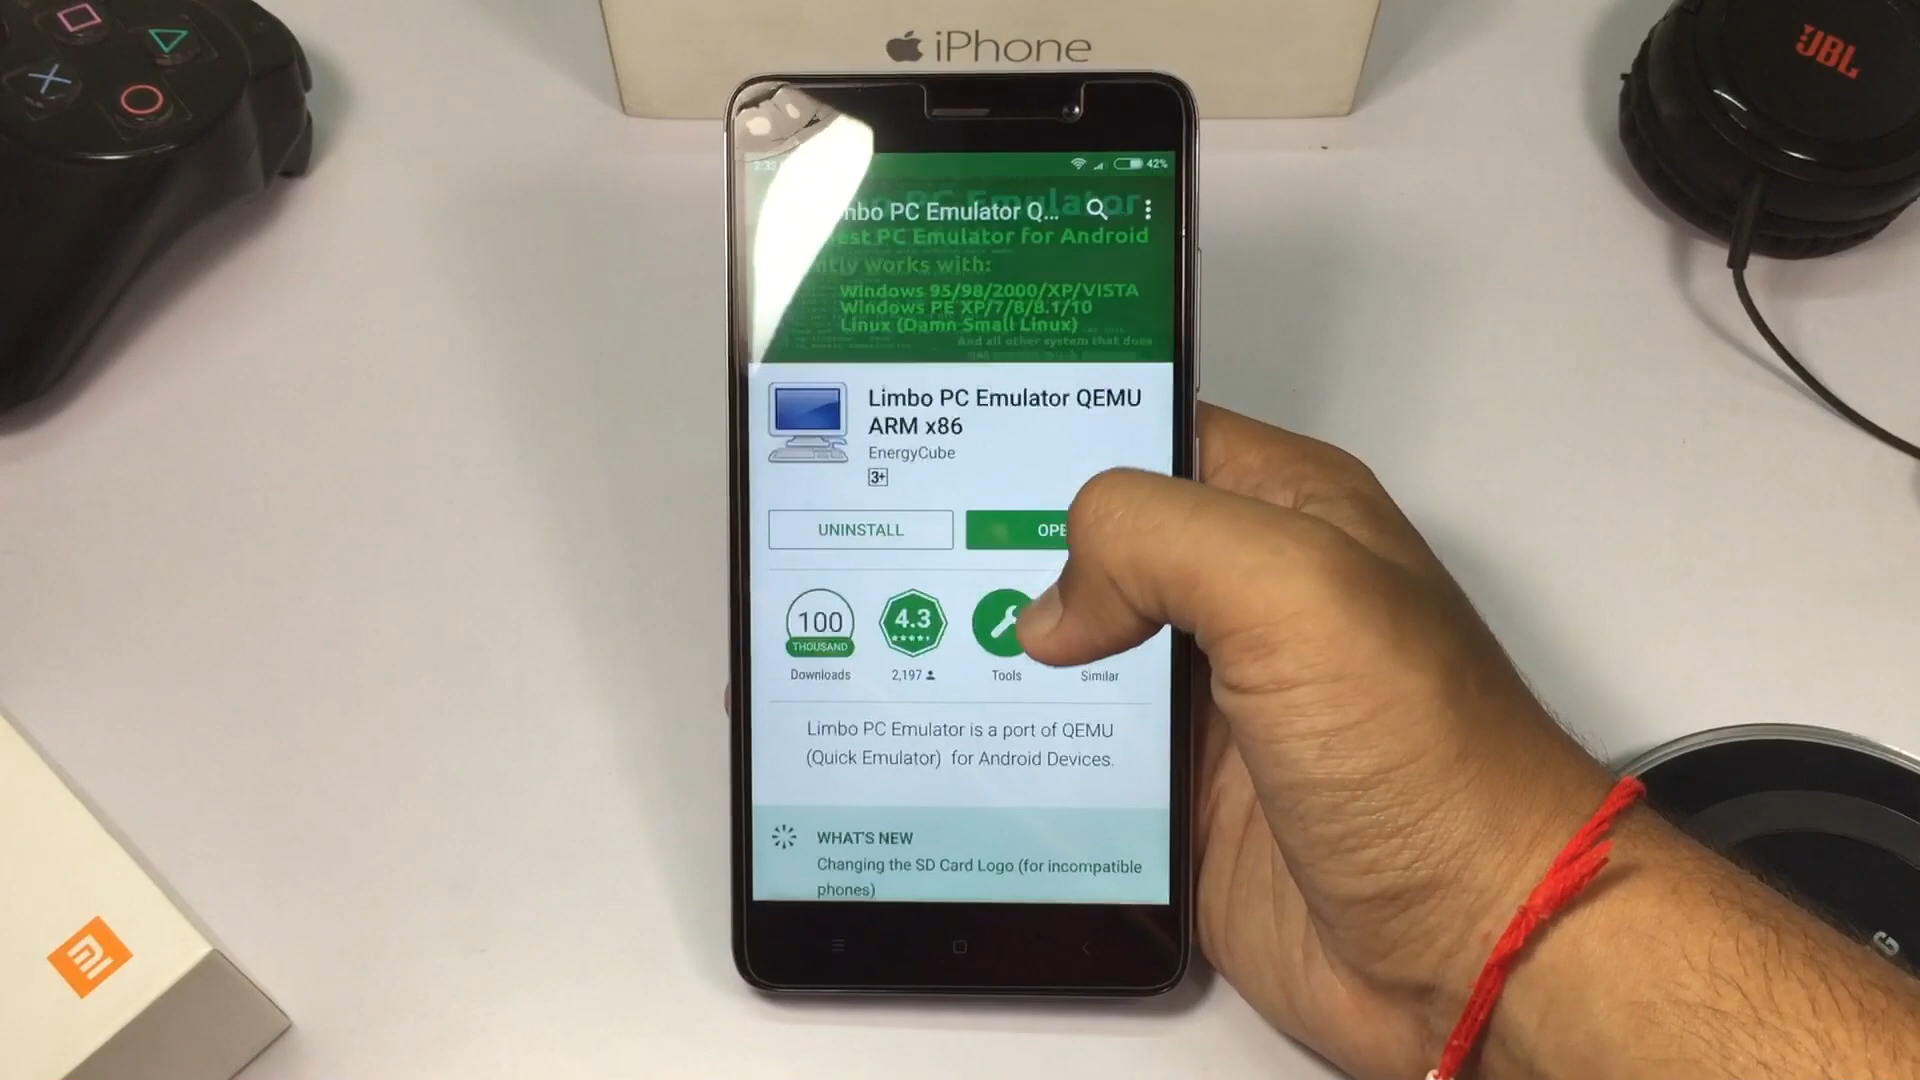 iPhone
JBL
42%
PC Emulator
mbo PC Emulator Q...
est PC Emulator for Android
ntly works with:
Windows 95/98/2000/XP/VISTA
Windows PE XP/7/8/8.1/10
Linux (Damn Small Linux)
And all other system that does
Limbo PC Emulator QEMU
ARM x86
EnergyCube
3+
UNINSTALL
OPE
100
THOUSAND
4.3
Downloads
2,197
Tools
Similar
Limbo PC Emulator is a port of QEMU
(Quick Emulator) for Android Devices.
WHAT'S NEW
Changing the SD Card Logo (for incompatible
phones)